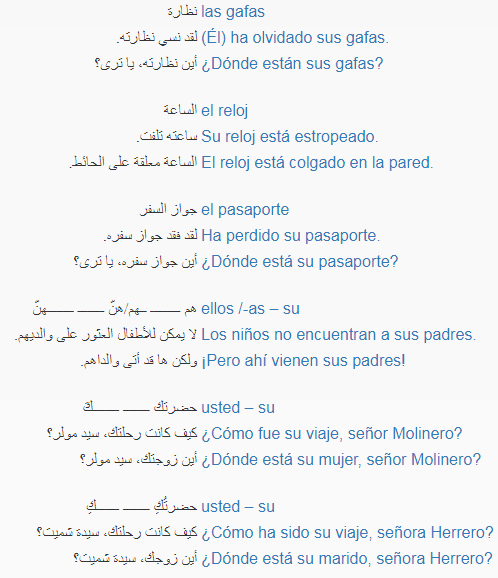 نظارة las gafas
لقد نسي نظارته. (Él) ha olvidado sus gafas.
أين نظارته، يا ترى؟ ¿Dónde están sus gafas?
الساعة el reloj
ساعته تلفت. Su reloj está estropeado.
الساعة معلقة على الحائط. El reloj está colgado en la pared.
جواز السفر el pasaporte
لقد فقد جواز سفره. Ha perdido su pasaporte.
أين جواز سفره، يا ترى؟ ¿Dónde está su pasaporte?
هم ـــــــ ـهم/هنّ ــــــ ـــــــهنّ ellos /-as – su
لا يمكن للأطفال العثور على والديهم. Los niños no encuentran a sus padres.
ولكن ها قد أتى والداهم. ¡Pero ahí vienen sus padres!
حضرتك ــــــ ــــــكَ usted – su
كيف كانت رحلتك، سيد مولر؟ ¿Cómo fue su viaje, señor Molinero?
أين زوجتك، سيد مولر؟ ¿Dónde está su mujer, señor Molinero?
حضرتُكِ ــــــ ــــــكِ usted – su
كيف كانت رحلتك، سيدة شميت؟ ¿Cómo ha sido su viaje, señora Herrero?
أين زوجك، سيدة شميت؟ ¿Dónde está su marido, señora Herrero?